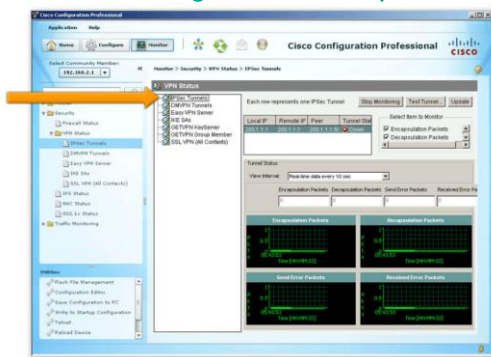 Cisco Configuration Professional
Application Help
Home Configure Monitor
Cisco Configuration Professional
CISCO
Select Community Member:
192.168.2.1
Monitor > Security > VPN Status > IPSec Tunnels
VPN Status
IPSec Tunnels
DMVPN Tunnels
Easy VPN Server
IKE SAs
GETVPN KeyServer
GETVPN Group Member
SSL VPN (All Contexts)
Each row represents one IPSec Tunnel
Stop Monitoring
Test Tunnel..
Update
Local IP Remote IP Peer Tunnel Stat
Down
Select Item to Monitor
Encapsulation Packets
Decapsulation Packets
Security
Firewall Status
VPN Status
IPSec Tunnels
DMVPN Tunnels
Easy VPN Server
IKE SAs
SSL VPN (All Contexts)
IPS Status
NAC Status
802.1x Status
Traffic Monitoring
Tunnel Status
View Interval: Real-time data every 10 sec
Encapsulation Packets Decapsulation Packets Send Error Packets Received Error Pa
Encapsulation Packets
Decapsulation Packets
Time [HH:MM:SS]
Time [HH:MM:SS]
Send Error Packets
Received Error Packets
Time [HH:MM:SS]
Time [HH:MM:SS]
Utilities
Flash File Management
Configuration Editor
Save Configuration to PC
Write to Startup Configuration
Telnet
Reload Device